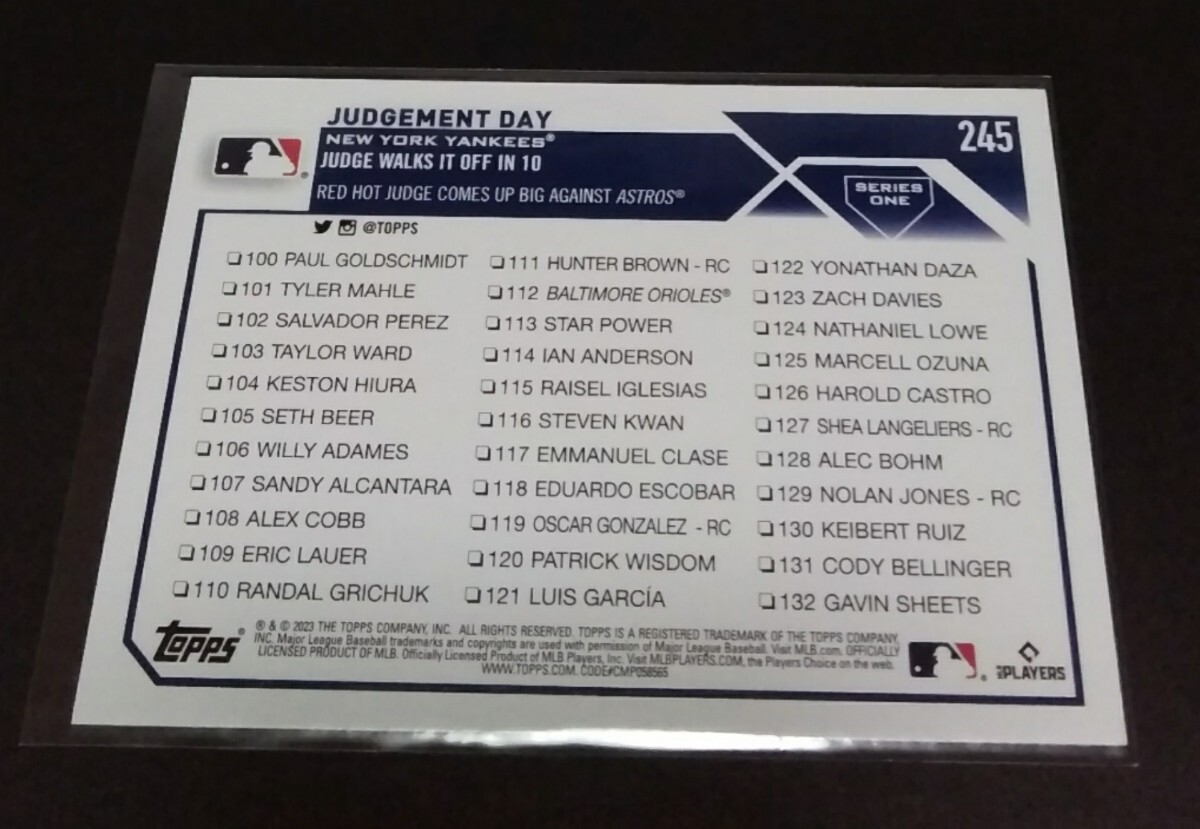 JUDGEMENT DAY
245
NEW YORK YANKEES®
JUDGE WALKS IT OFF IN 10
RED HOT JUDGE COMES UP BIG AGAINST ASTROS®
SERIES
ONE
@TOPPS
100 PAUL GOLDSCHMIDT
101 TYLER MAHLE
102 SALVADOR PEREZ
103 TAYLOR WARD
104 KESTON HIURA
105 SETH BEER
106 WILLY ADAMES
107 SANDY ALCANTARA
108 ALEX COBB
109 ERIC LAUER
110 RANDAL GRICHUK
111 HUNTER BROWN - RC
112 BALTIMORE ORIOLES®
113 STAR POWER
114 IAN ANDERSON
115 RAISEL IGLESIAS
116 STEVEN KWAN
117 EMMANUEL CLASE
118 EDUARDO ESCOBAR
119 OSCAR GONZALEZ - RC
120 PATRICK WISDOM
121 LUIS GARCÍA
122 YONATHAN DAZA
123 ZACH DAVIES
124 NATHANIEL LOWE
125 MARCELL OZUNA
126 HAROLD CASTRO
127 SHEA LANGELIERS - RC
128 ALEC BOHM
129 NOLAN JONES - RC
130 KEIBERT RUIZ
131 CODY BELLINGER
132 GAVIN SHEETS
Topps®
® & © 2023 THE TOPPS COMPANY, INC. ALL RIGHTS RESERVED. TOPPS IS A REGISTERED TRADEMARK OF THE TOPPS COMPANY,
INC. Major League Baseball trademarks and copyrights are used with permission of Major League Baseball. Visit MLB.com. OFFICIALLY
LICENSED PRODUCT OF MLB. Officially Licensed Product of MLB Players, Inc. Visit MLBPLAYERS.COM, the Players Choice on the web.
WWW.TOPPS.COM. CODE#CMP058565
MLB PLAYERS